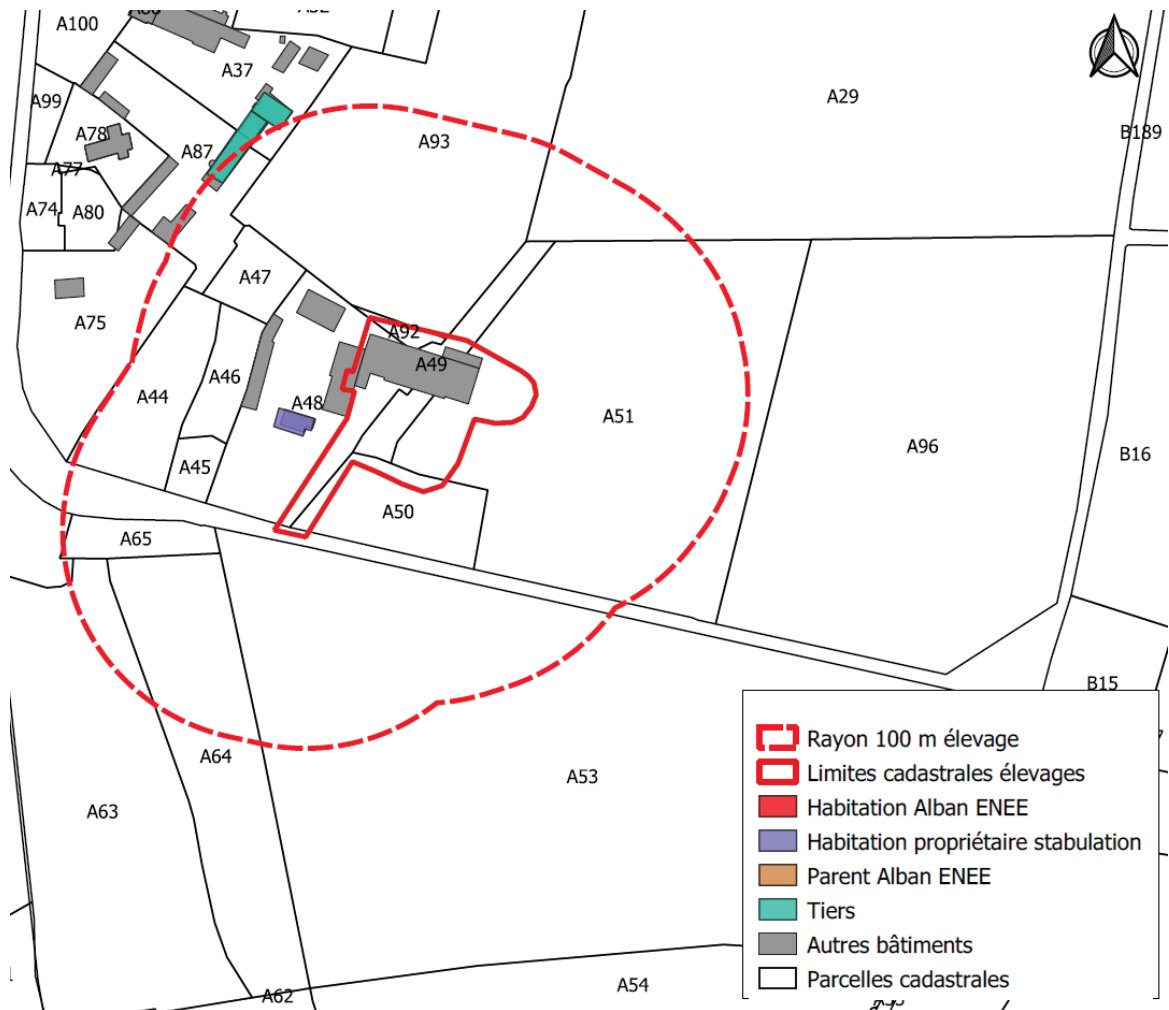 A100
A37
A29
A99
A78
A93
B189
A87
A77
A74
A80
A47
A75
A92
A49
A46
A44
A48
A51
A96
B16
A45
A50
A65
B15
A64
A53
A63
A62
A54
Rayon 100 m élevage
Limites cadastrales élevages
Habitation Alban ENEE
Habitation propriétaire stabulation
Parent Alban ENEE
Tiers
Autres bâtiments
Parcelles cadastrales